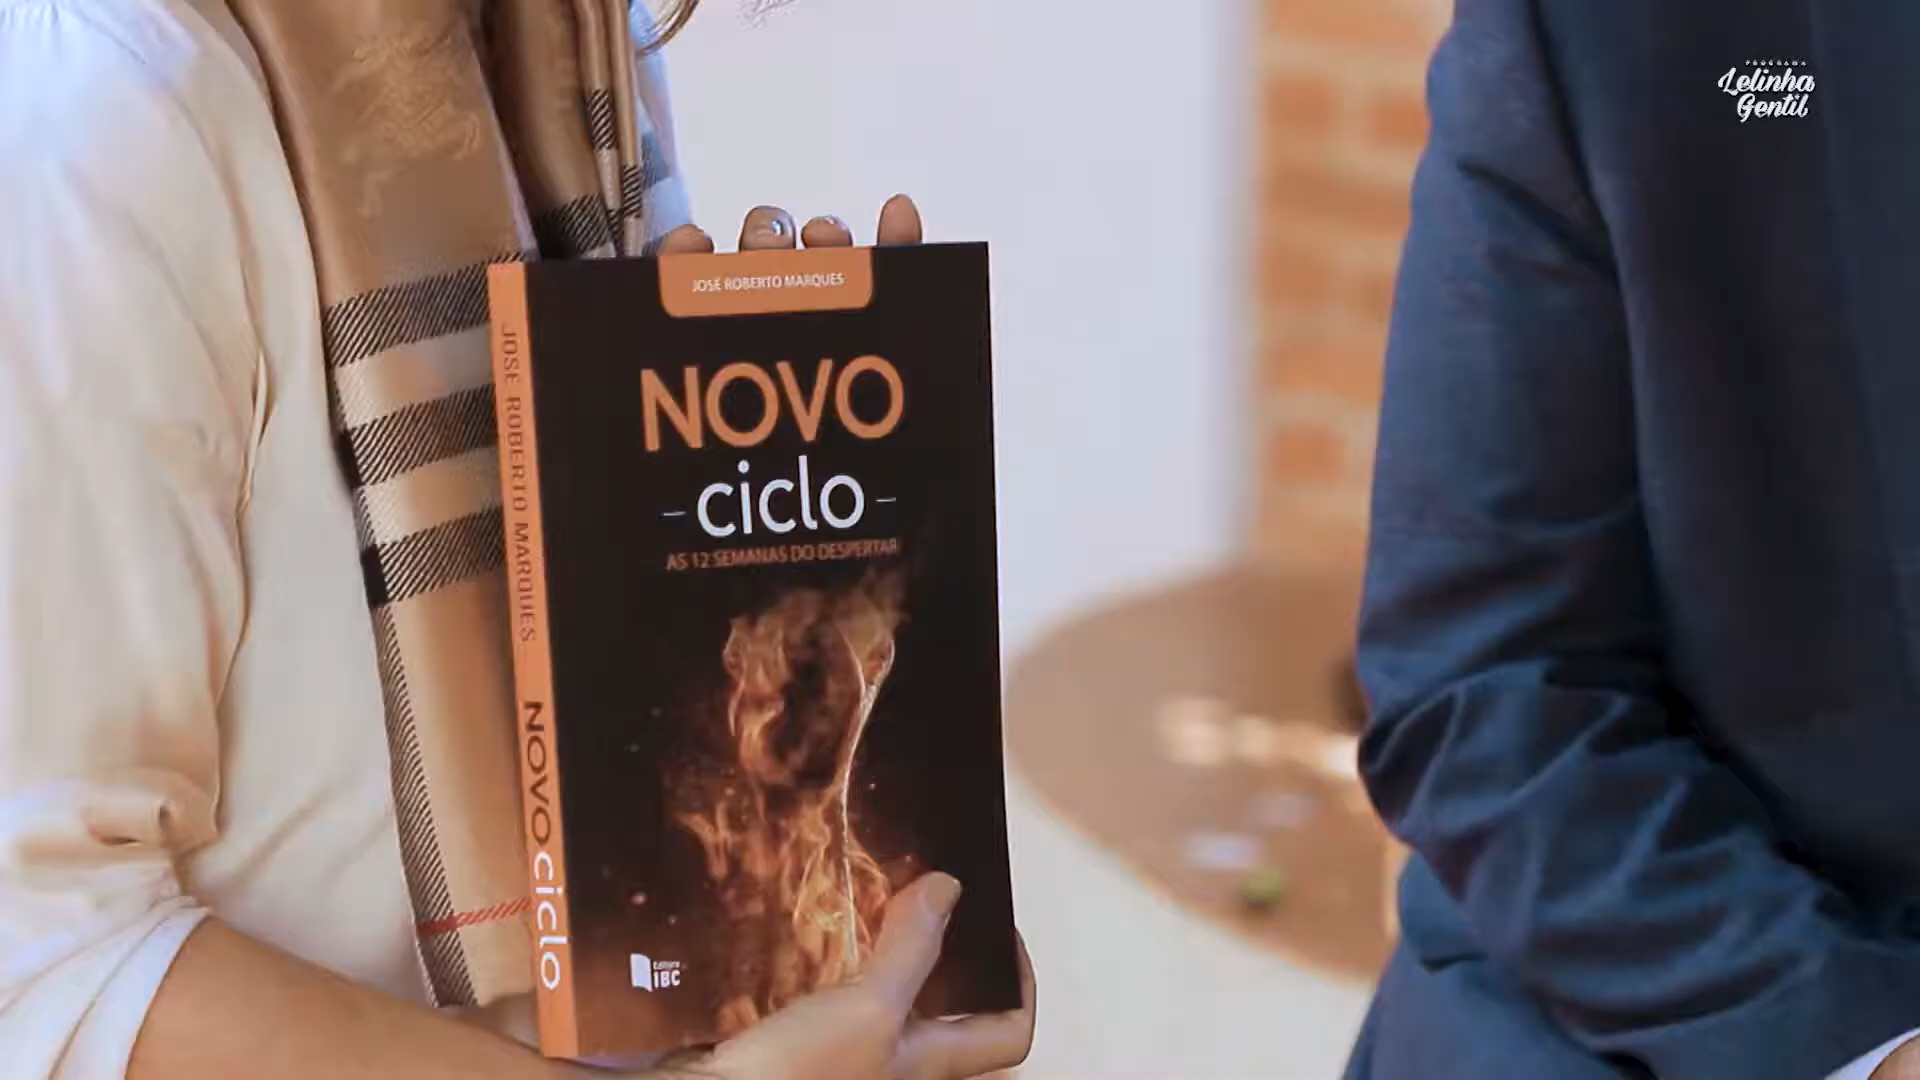 PROGRAMA
Lelinha
Gentil
JOSÉ ROBERTO MARQUES
NOVO
-ciclo-
AS 12 SEMANAS DO DESPERTAR
Editora
IBC
JOSÉ ROBERTO MARQUES NOVO ciclo